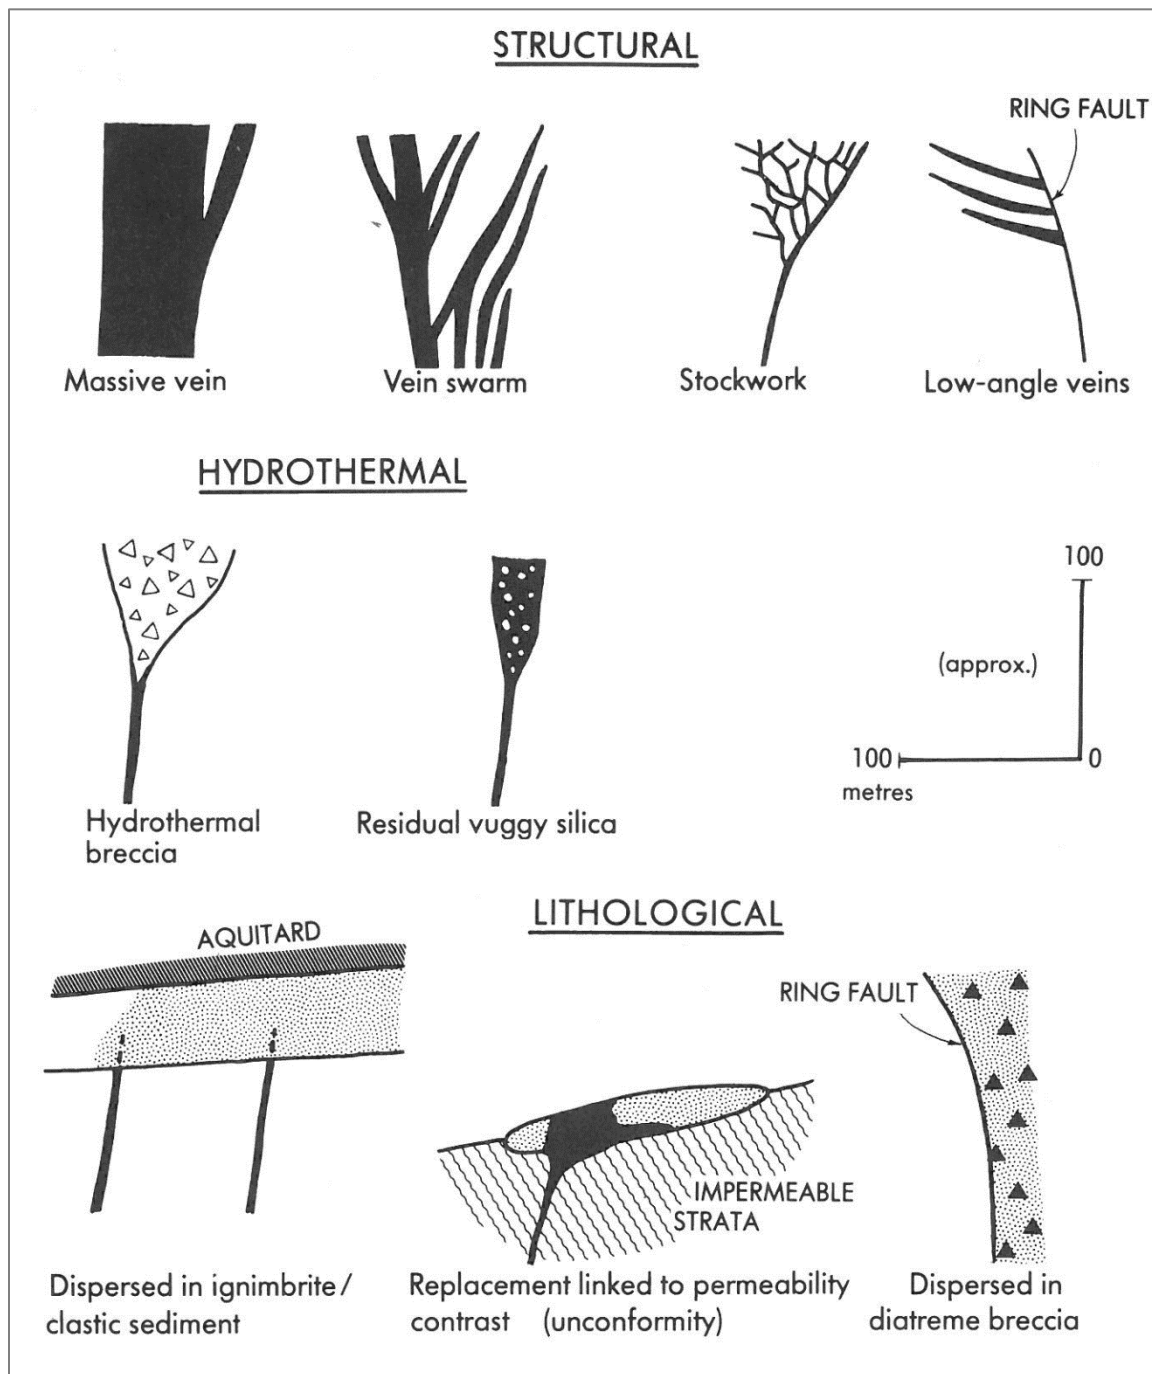 STRUCTURAL
RING FAULT
Massive vein
Vein swarm
Stockwork
Low-angle veins
HYDROTHERMAL
100
(approx.)
100
0
metres
Hydrothermal
breccia
Residual vuggy silica
LITHOLOGICAL
AQUITARD
RING FAULT
IMPERMEABLE
STRATA
Dispersed in ignimbrite/
clastic sediment
Replacement linked to permeability
contrast (unconformity)
Dispersed in
diatreme breccia